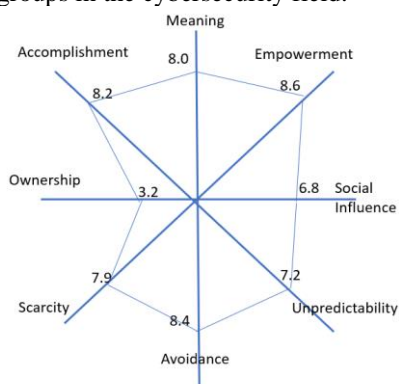 groups in the cybersecurity field.
Meaning
Accomplishment
Empowerment
8.0
8.6
8.2
Ownership
3.2
6.8
Social
Influence
7.9
7.2
Scarcity
8.4
Unpredictability
Avoidance